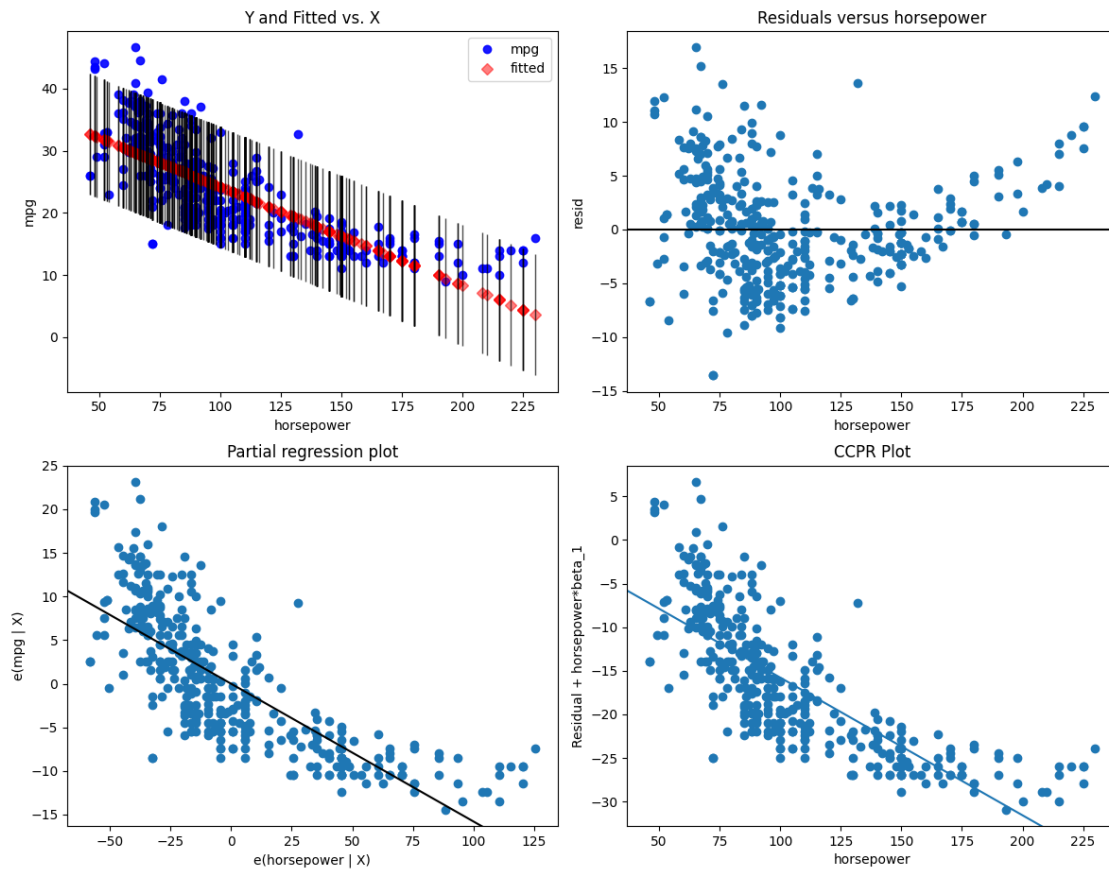 Y and Fitted vs. X
mpg
fitted
40
30
20
10
0
mpg
50 75 100 125 150 175 200 225
horsepower
Residuals versus horsepower
15
10
5
0
−5
−10
−15
resid
50 75 100 125 150 175 200 225
horsepower
Partial regression plot
25
20
15
10
5
0
−5
−10
−15
e(mpg | X)
−50 −25 0 25 50 75 100 125
e(horsepower | X)
CCPR Plot
5
0
−5
−10
−15
−20
−25
−30
Residual + horsepower*beta_1
50 75 100 125 150 175 200 225
horsepower